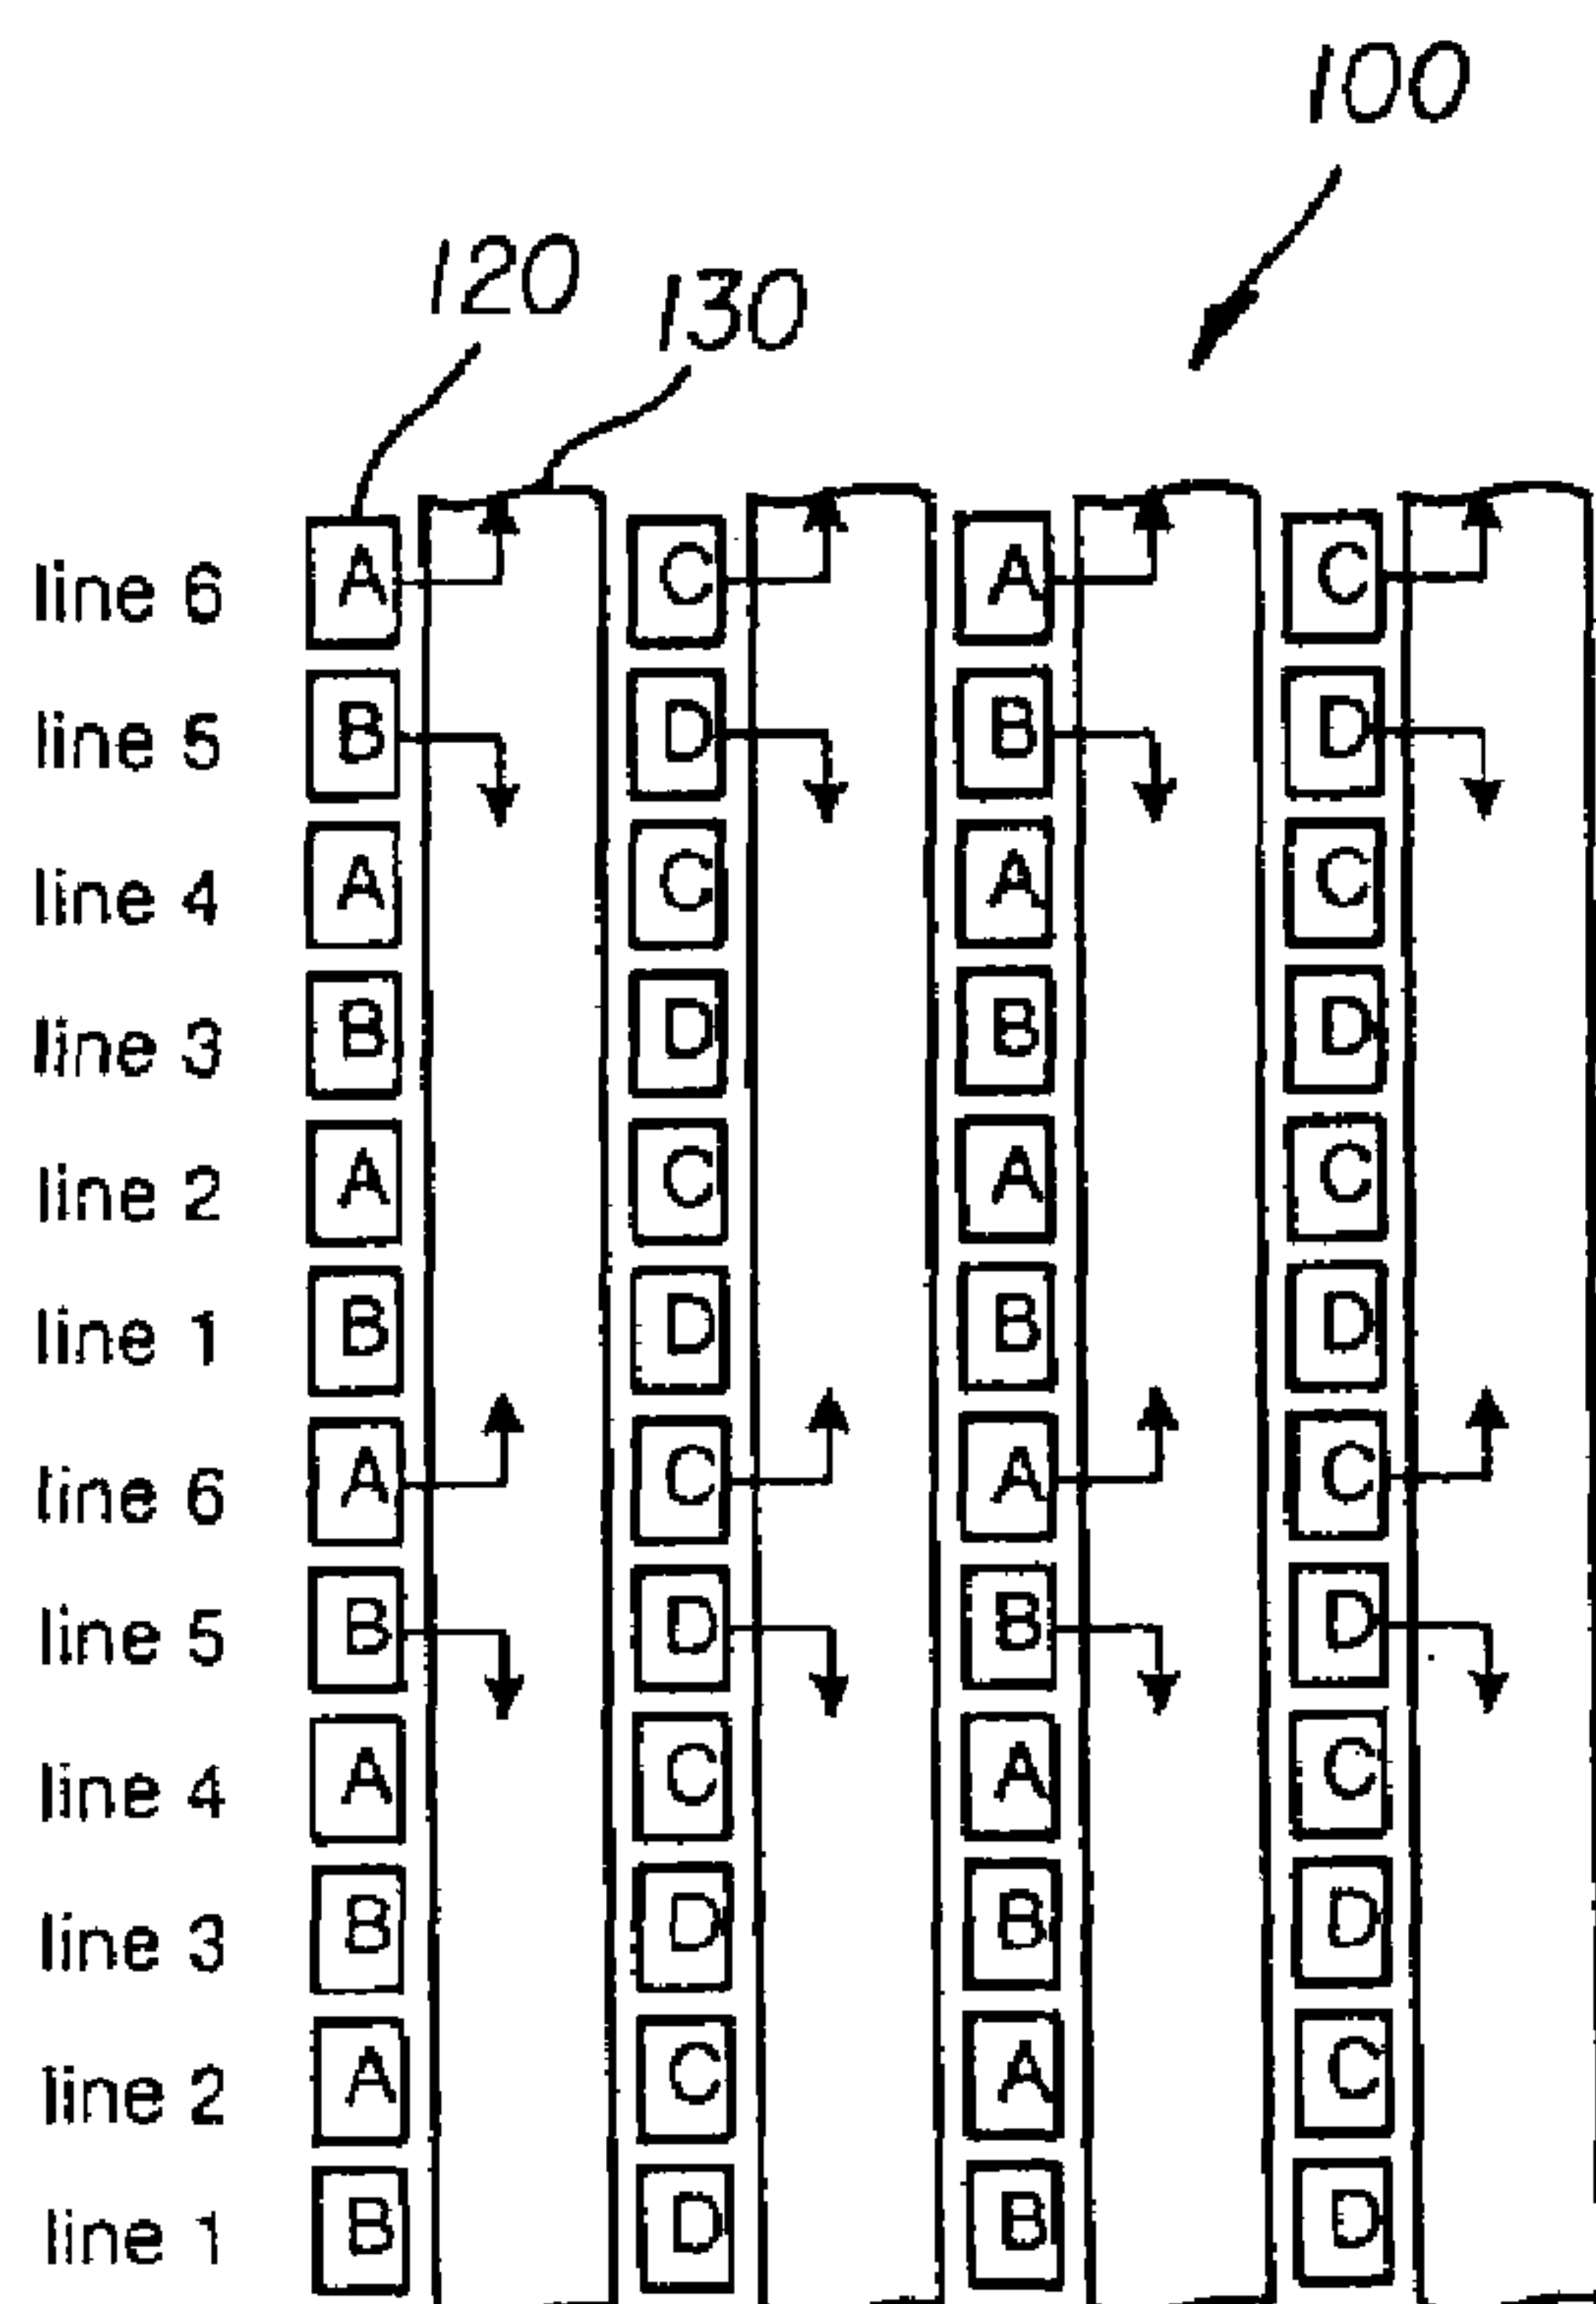 100
120
130
line 6 A C A C
line 5 B D B D
line 4 A C A C
line 3 B D B D
line 2 A C A C
line 1 B D B D
line 6 A C A C
line 5 B D B D
line 4 A C A C
line 3 B D B D
line 2 A C A C
line 1 B D B D